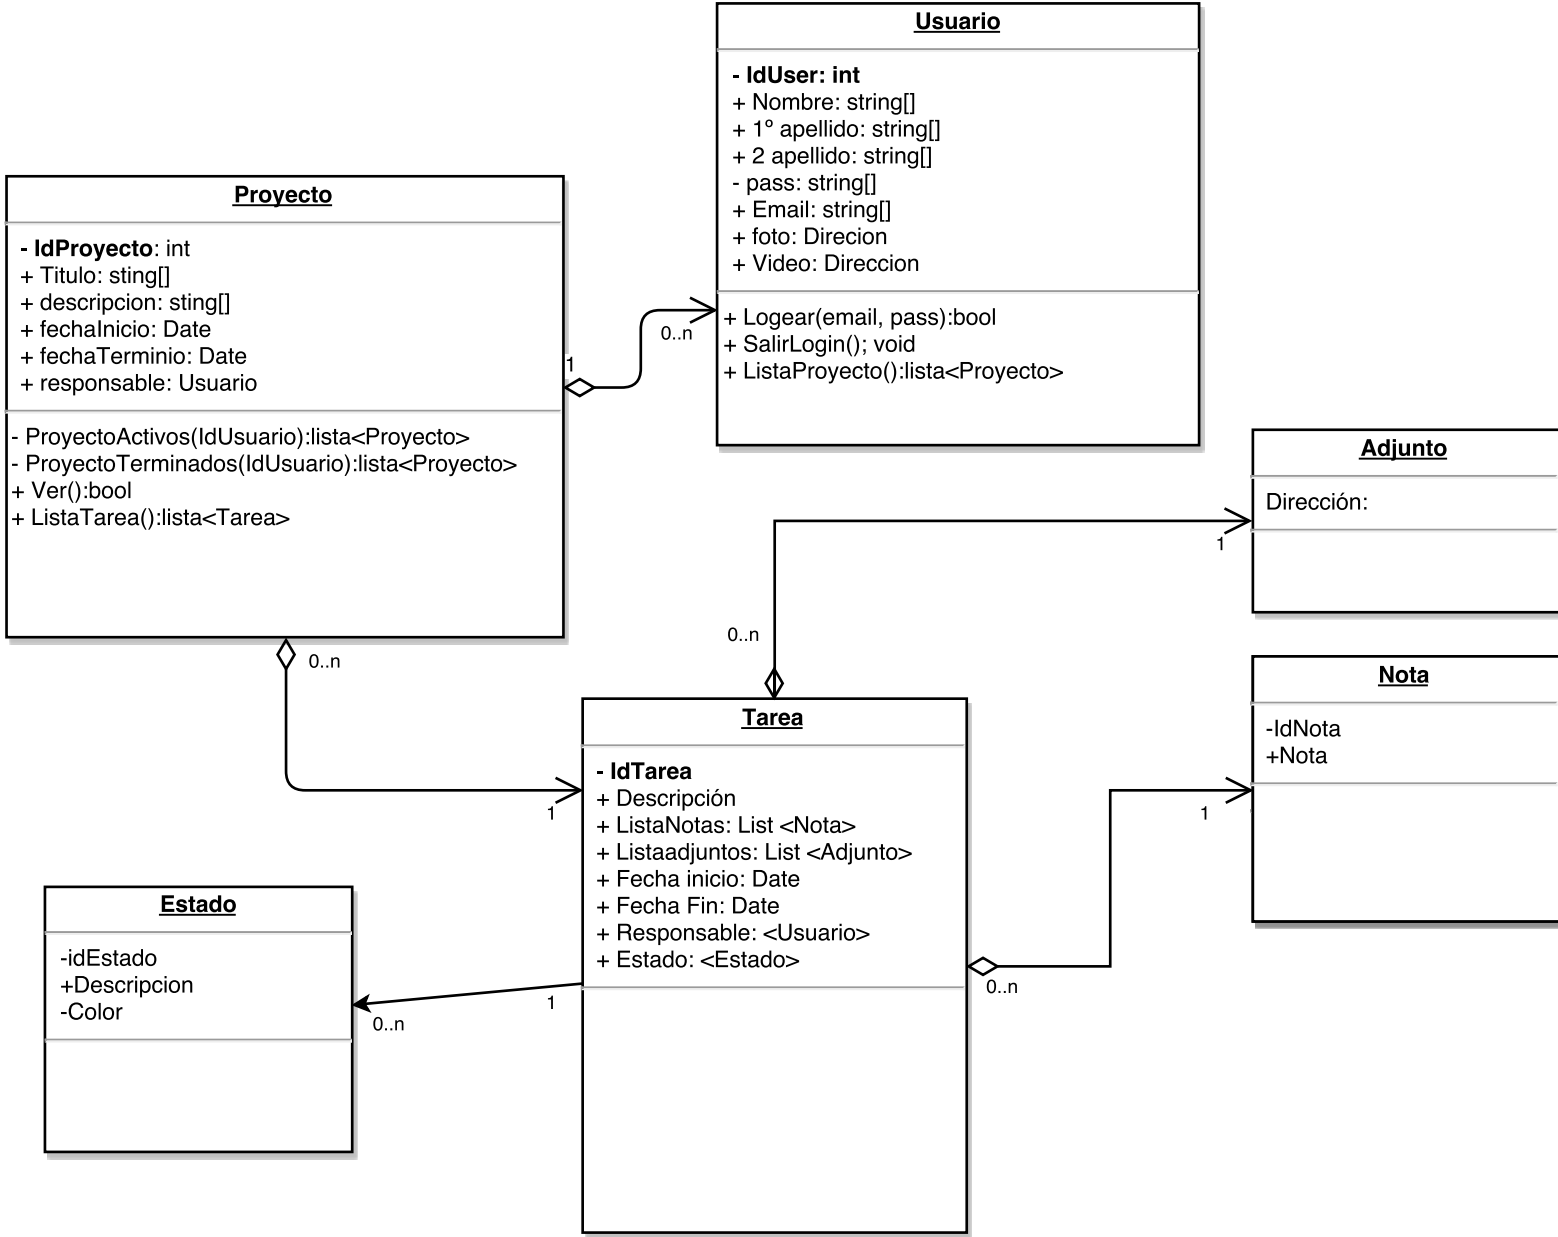 Usuario
- IdUser: int
+ Nombre: string[]
+ 1º apellido: string[]
+ 2 apellido: string[]
- pass: string[]
+ Email: string[]
+ foto: Direcion
+ Video: Direccion
+ Logear(email, pass):bool
+ SalirLogin(); void
+ ListaProyecto():lista<Proyecto>
Proyecto
- IdProyecto: int
+ Titulo: sting[]
+ descripcion: sting[]
+ fechaInicio: Date
+ fechaTerminio: Date
+ responsable: Usuario
- ProyectoActivos(IdUsuario):lista<Proyecto>
- ProyectoTerminados(IdUsuario):lista<Proyecto>
+ Ver():bool
+ ListaTarea():lista<Tarea>
1
0..n
Adjunto
Dirección:
1
0..n
0..n
1
Nota
-IdNota
+Nota
1
0..n
Tarea
- IdTarea
+ Descripción
+ ListaNotas: List <Nota>
+ Listaadjuntos: List <Adjunto>
+ Fecha inicio: Date
+ Fecha Fin: Date
+ Responsable: <Usuario>
+ Estado: <Estado>
Estado
-idEstado
+Descripcion
-Color
1
0..n